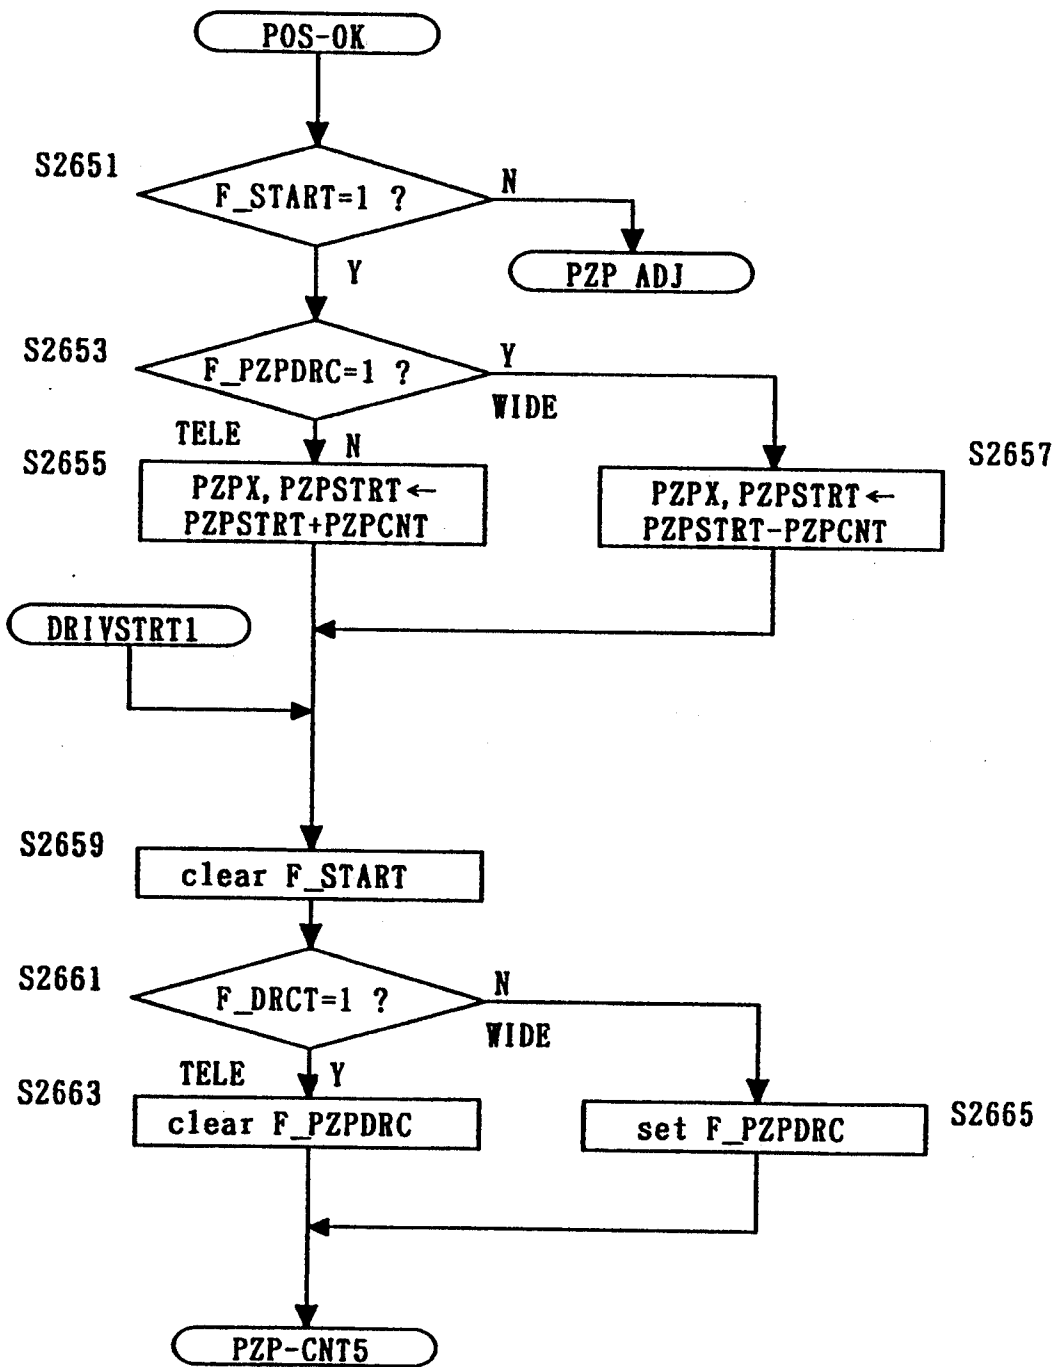 POS-OK
S2651
F_START=1 ?
N
Y
PZP ADJ
S2653
F_PZPDRC=1 ?
Y
WIDE
TELE
N
S2655
PZPX, PZPSTRT←
PZPSTRT+PZPCNT
S2657
PZPX, PZPSTRT←
PZPSTRT-PZPCNT
DRIVSTRT1
S2659
clear F_START
S2661
F_DRCT=1 ?
N
WIDE
TELE
Y
S2663
clear F_PZPDRC
set F_PZPDRC
S2665
PZP-CNT5